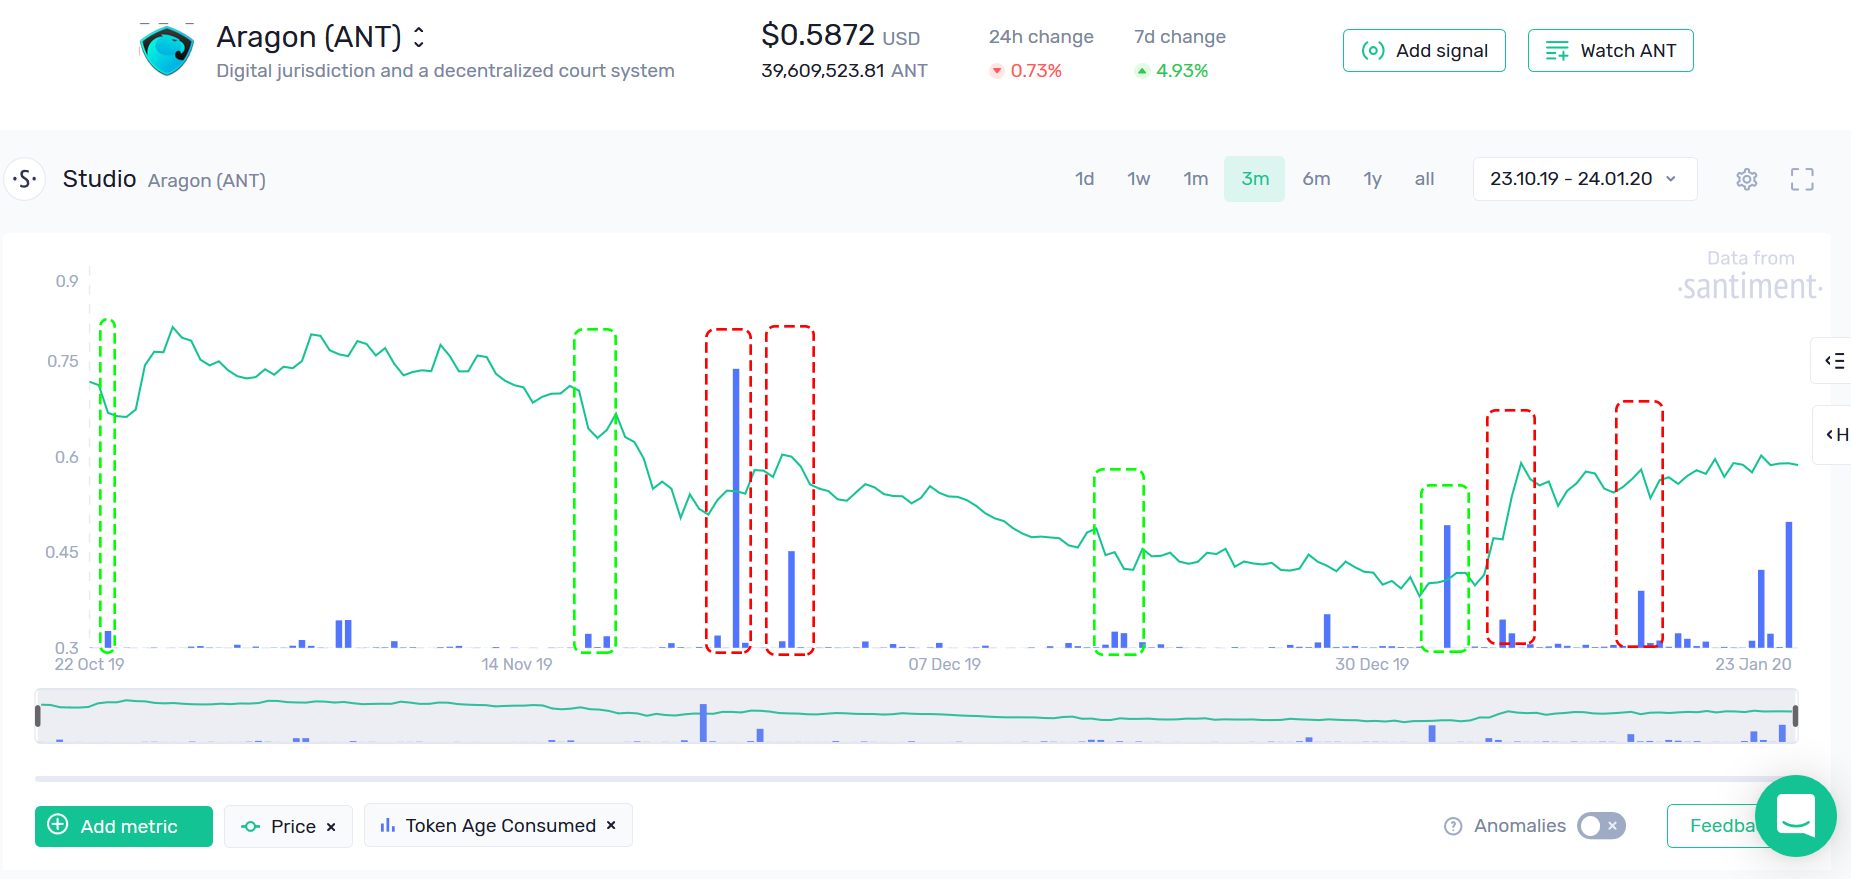 Aragon (ANT)
Digital jurisdiction and a decentralized court system
$0.5872 USD
39,609,523.81 ANT
24h change
0.73%
7d change
4.93%
Add signal
Watch ANT
·S·
Studio Aragon (ANT)
1d 1w 1m 3m 6m 1y all
23.10.19 - 24.01.20
Data from
·santiment·
0.9
0.75
0.6
0.45
0.3
H
22 Oct 19 14 Nov 19 07 Dec 19 30 Dec 19 23 Jan 20
Add metric
Price ×
Token Age Consumed ×
? Anomalies ×
Feedba